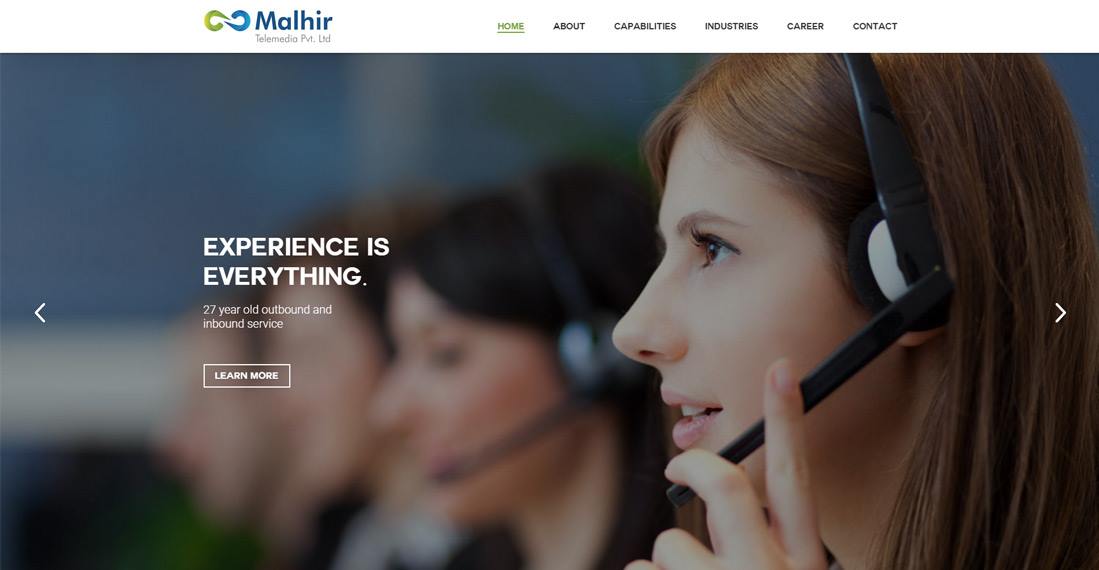 Malhir
Telemedia Pvt. Ltd
HOME ABOUT CAPABILITIES INDUSTRIES CAREER CONTACT
EXPERIENCE IS
EVERYTHING.
27 year old outbound and
inbound service
LEARN MORE